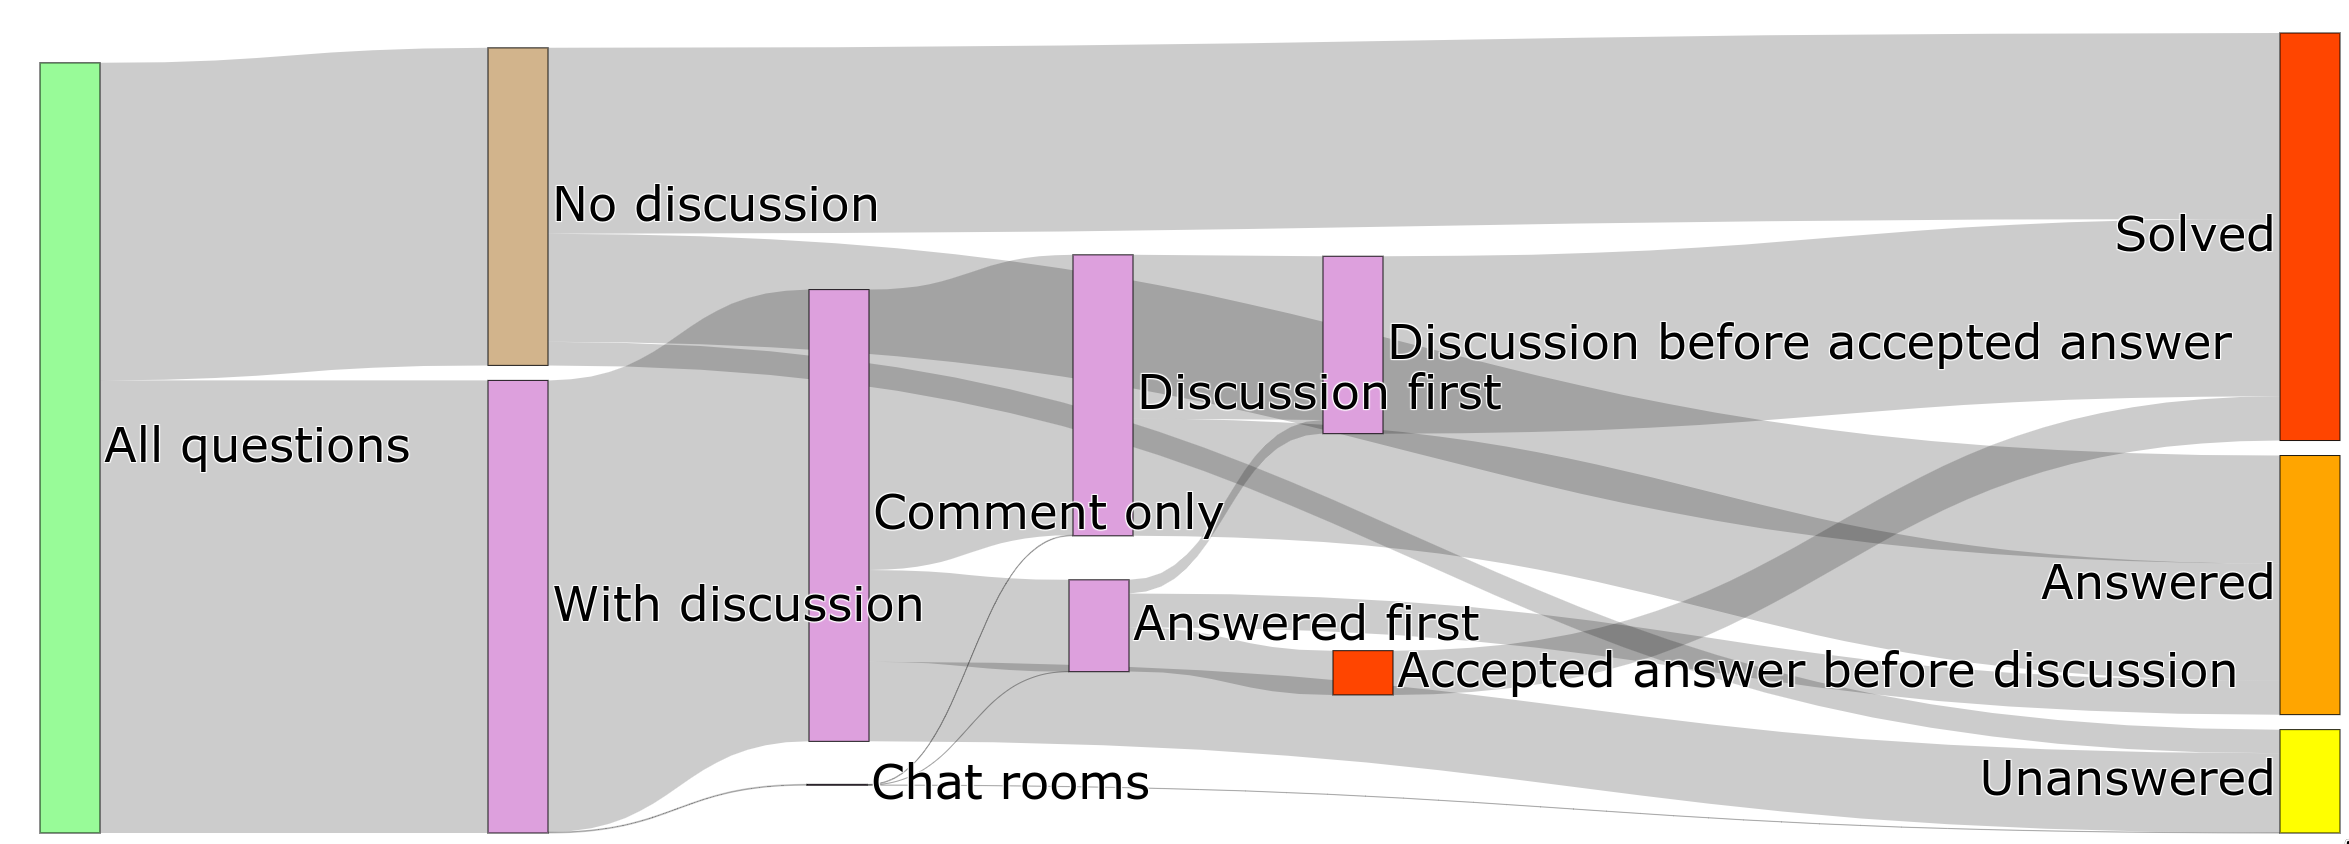 No discussion
Solved
Discussion before accepted answer
Discussion first
All questions
Comment only
Answered
With discussion
Answered first
Accepted answer before discussion
Unanswered
Chat rooms